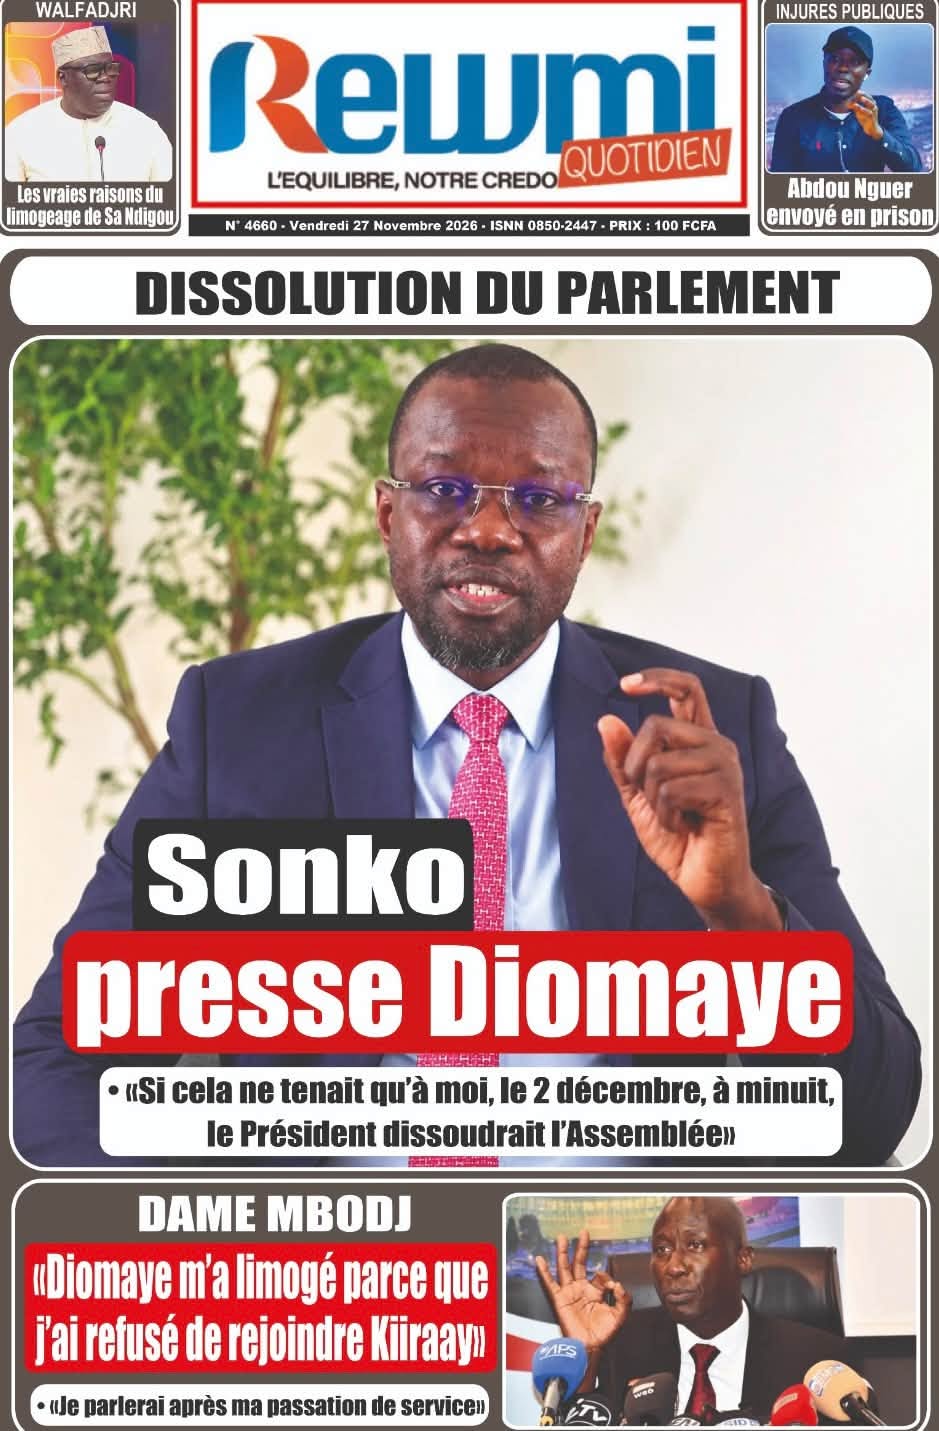 WALFADJRI
Les vraies raisons du
limogeage de Sa Ndigou
Rewmi
QUOTIDIEN
L'EQUILIBRE, NOTRE CREDO
N° 4660 - Vendredi 27 Novembre 2026 - ISNN 0850-2447 - PRIX : 100 FCFA
INJURES PUBLIQUES
Abdou Nguer
envoyé en prison
DISSOLUTION DU PARLEMENT
Sonko
presse Diomaye
• «Si cela ne tenait qu'à moi, le 2 décembre, à minuit,
le Président dissoudrait l'Assemblée»
DAME MBODJ
«Diomaye m'a limogé parce que
j'ai refusé de rejoindre Kiiraay»
• «Je parlerai après ma passation de service»
APS